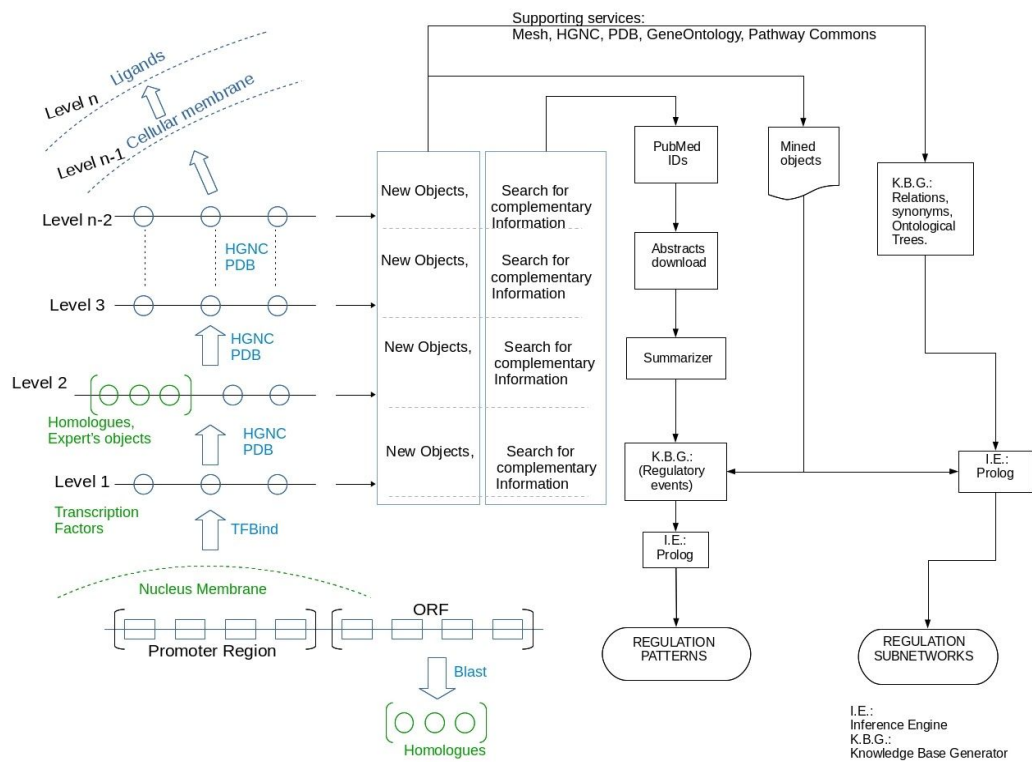 Supporting services:
Mesh, HGNC, PDB, GeneOntology, Pathway Commons
Level n
Ligands
Level n-1
Cellular membrane
Level n-2
HGNC
PDB
Level 3
HGNC
PDB
Level 2
Homologues,
Expert's objects
HGNC
PDB
Level 1
Transcription
Factors
TFBind
Nucleus Membrane
Promoter Region
ORF
Blast
Homologues
New Objects,
Search for
complementary
Information
New Objects,
Search for
complementary
Information
New Objects,
Search for
complementary
Information
New Objects,
Search for
complementary
Information
PubMed
IDs
Abstracts
download
Summarizer
K.B.G.:
(Regulatory
events)
I.E.:
Prolog
REGULATION
PATTERNS
Mined
objects
K.B.G.:
Relations,
synonyms,
Ontological
Trees.
I.E.:
Prolog
REGULATION
SUBNETWORKS
I.E.:
Inference Engine
K.B.G.:
Knowledge Base Generator